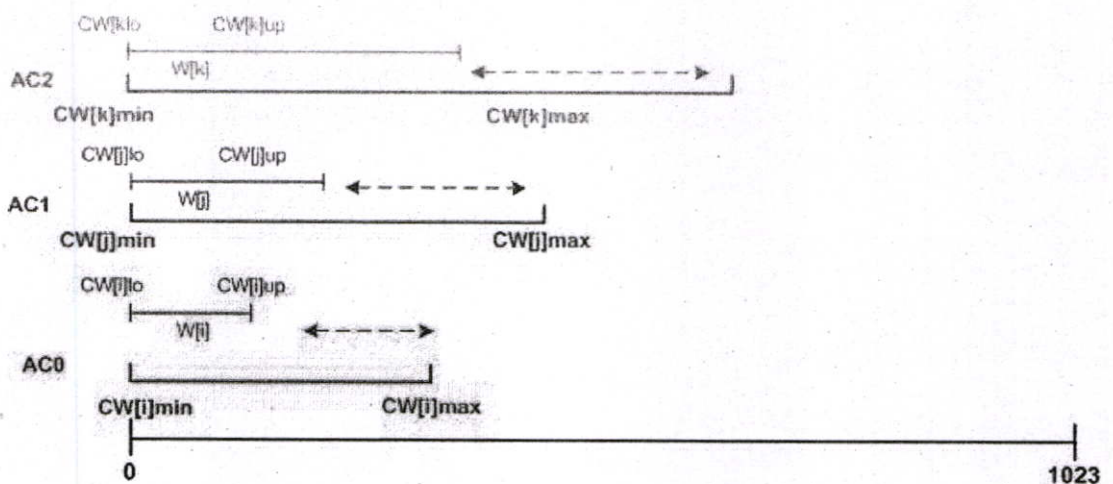 CW[k]lo CW[k]up
W[k]
AC2
CW[k]min CW[k]max
CW[j]lo CW[j]up
W[j]
AC1
CW[j]min CW[j]max
CW[i]lo CW[i]up
W[i]
AC0
CW[i]min CW[i]max
0 1023